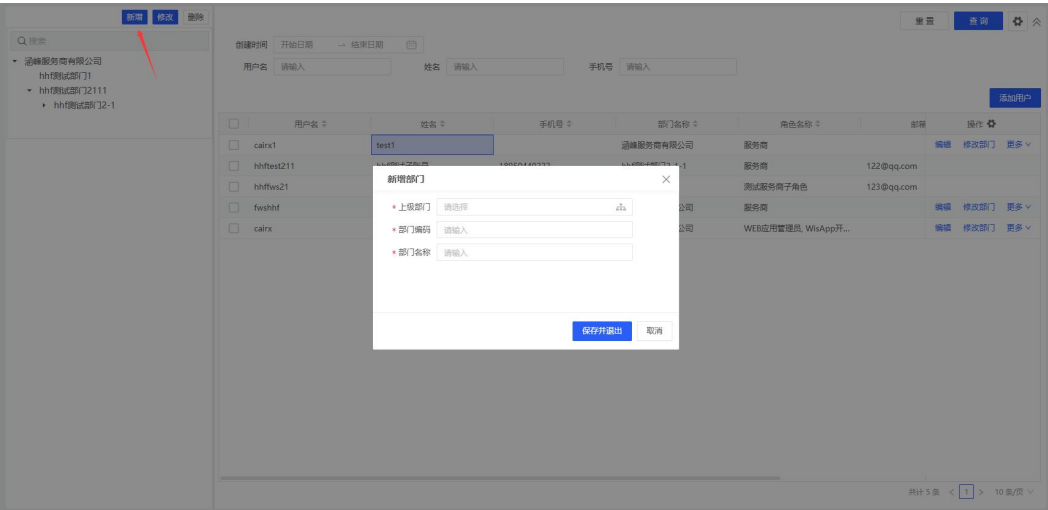 新增 修改 删除
搜索
涵峰服务商有限公司
hhf测试部门1
hhf测试部门2111
hhf测试部门2-1
重置 查询
创建时间 开始日期 → 结束日期
用户名 请输入 姓名 请输入 手机号 请输入
添加用户
用户名 姓名 手机号 部门名称 角色名称 邮箱 操作
cairx1 test1 涵峰服务商有限公司 服务商 编辑 修改部门 更多
hhftest211 服务商 122@qq.com
hhffws21 测试服务商子角色 123@qq.com
fwshhf 公司 服务商 编辑 修改部门 更多
cairx 公司 WEB应用管理员, WisApp开... 编辑 修改部门 更多
新增部门
* 上级部门 请选择
* 部门编码 请输入
* 部门名称 请输入
保存并退出 取消
共计 5 条 < 1 > 10 条/页